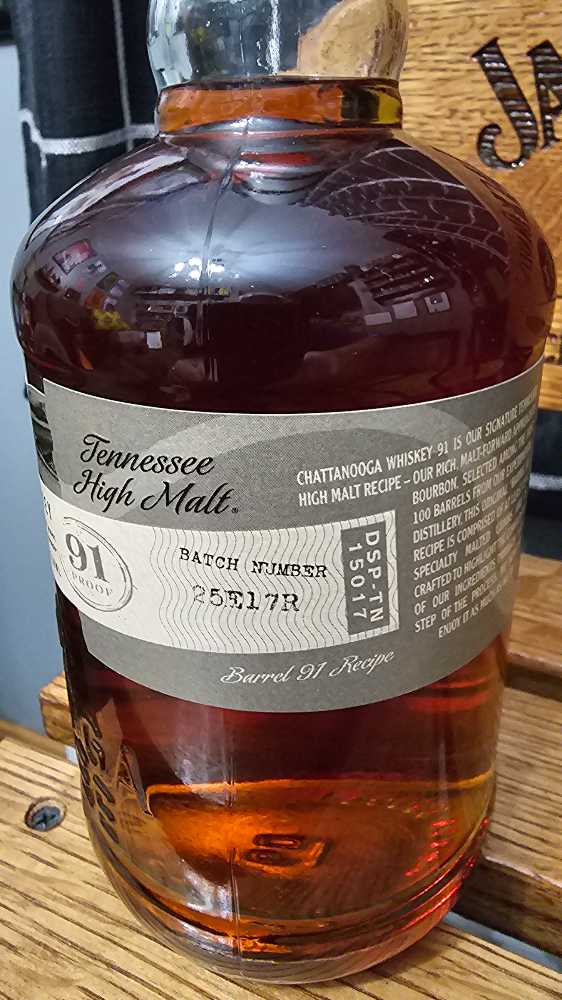 JA
Tennessee
High Malt®
CHATTANOOGA WHISKEY 91 IS OUR SIGNATURE
HIGH MALT RECIPE – OUR RICH, MALT-FORWARD
BOURBON. SELECTED AMONG THE
100 BARRELS FROM OUR
DISTILLERY, THIS ORIGINAL
RECIPE IS COMPRISED OF
SPECIALTY MALTED
CRAFTED TO HIGHLIGHT
OF OUR INGREDIENTS
STEP OF THE PROCESS
ENJOY IT AS MUCH AS
91
PROOF
BATCH NUMBER
25E17R
DSP-TN
15017
Barrel 91 Recipe
A